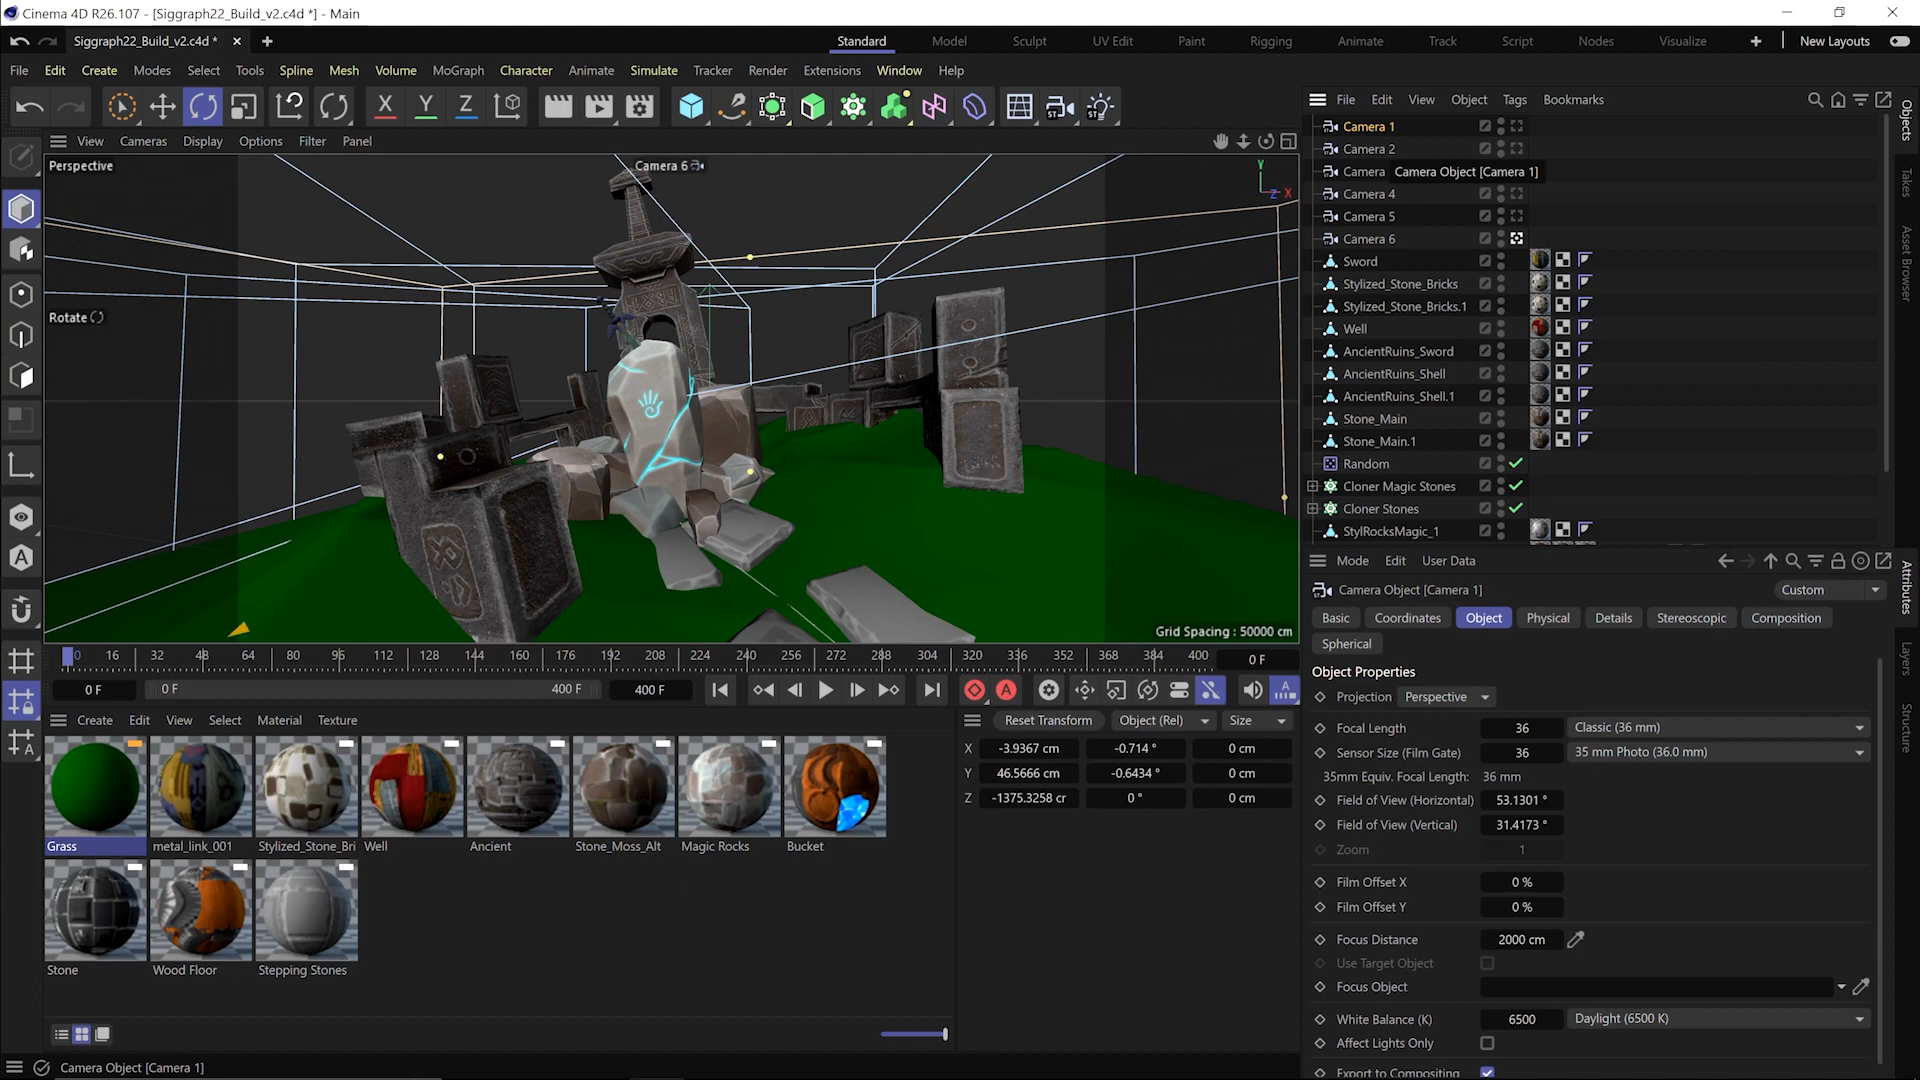 Cinema 4D R26.107 - [Siggraph22_Build_v2.c4d *] - Main
Siggraph22_Build_v2.c4d *
Standard Model Sculpt UV Edit Paint Rigging Animate Track Script Nodes Visualize New Layouts
File Edit Create Modes Select Tools Spline Mesh Volume MoGraph Character Animate Simulate Tracker Render Extensions Window Help
X Y Z
ST ST
View Cameras Display Options Filter Panel
Perspective
Camera 6
Y
Z X
Rotate
Grid Spacing : 50000 cm
0 16 32 48 64 80 96 112 128 144 160 176 192 208 224 240 256 272 288 304 320 336 352 368 384 400 0 F
0 F 0 F 400 F 400 F
A
A
A
A
Create Edit View Select Material Texture
Grass metal_link_001 Stylized_Stone_Bri Well Ancient Stone_Moss_Alt Magic Rocks Bucket
Stone Wood Floor Stepping Stones
Reset Transform Object (Rel) Size
X -3.9367 cm -0.714 ° 0 cm
Y 46.5666 cm -0.6434 ° 0 cm
Z -1375.3258 cr 0 ° 0 cm
Camera Object [Camera 1]
File Edit View Object Tags Bookmarks
Camera 1
Camera 2
Camera
Camera Object [Camera 1]
Camera 4
Camera 5
Camera 6
Sword
Stylized_Stone_Bricks
Stylized_Stone_Bricks.1
Well
AncientRuins_Sword
AncientRuins_Shell
AncientRuins_Shell.1
Stone_Main
Stone_Main.1
Random
Cloner Magic Stones
Cloner Stones
StylRocksMagic_1
Objects
Takes
Asset Browser
Mode Edit User Data
Camera Object [Camera 1] Custom
Basic Coordinates Object Physical Details Stereoscopic Composition
Spherical
Object Properties
Projection Perspective
Focal Length 36 Classic (36 mm)
Sensor Size (Film Gate) 36 35 mm Photo (36.0 mm)
35mm Equiv. Focal Length: 36 mm
Field of View (Horizontal) 53.1301 °
Field of View (Vertical) 31.4173 °
Zoom 1
Film Offset X 0 %
Film Offset Y 0 %
Focus Distance 2000 cm
Use Target Object
Focus Object
White Balance (K) 6500 Daylight (6500 K)
Affect Lights Only
Export to Compositing
Attributes
Layers
Structure